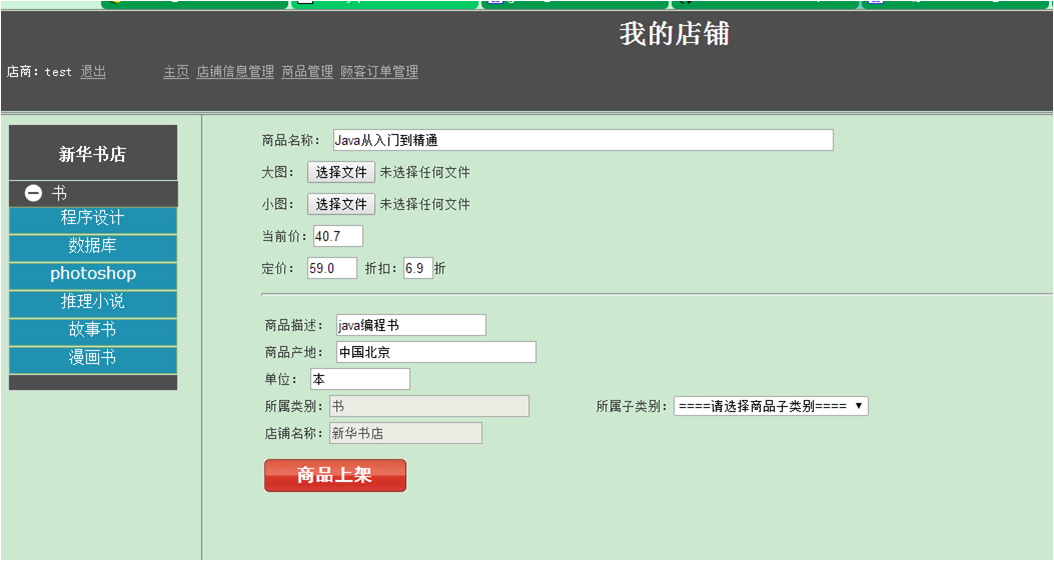 我的店铺
店商：test 退出 主页 店铺信息管理 商品管理 顾客订单管理
新华书店
书
程序设计
数据库
photoshop
推理小说
故事书
漫画书
商品名称： Java从入门到精通
大图： 选择文件 未选择任何文件
小图： 选择文件 未选择任何文件
当前价：40.7
定价： 59.0 折扣：6.9 折
商品描述： java编程书
商品产地： 中国北京
单位： 本
所属类别：书 所属子类别：====请选择商品子类别====
店铺名称：新华书店
商品上架